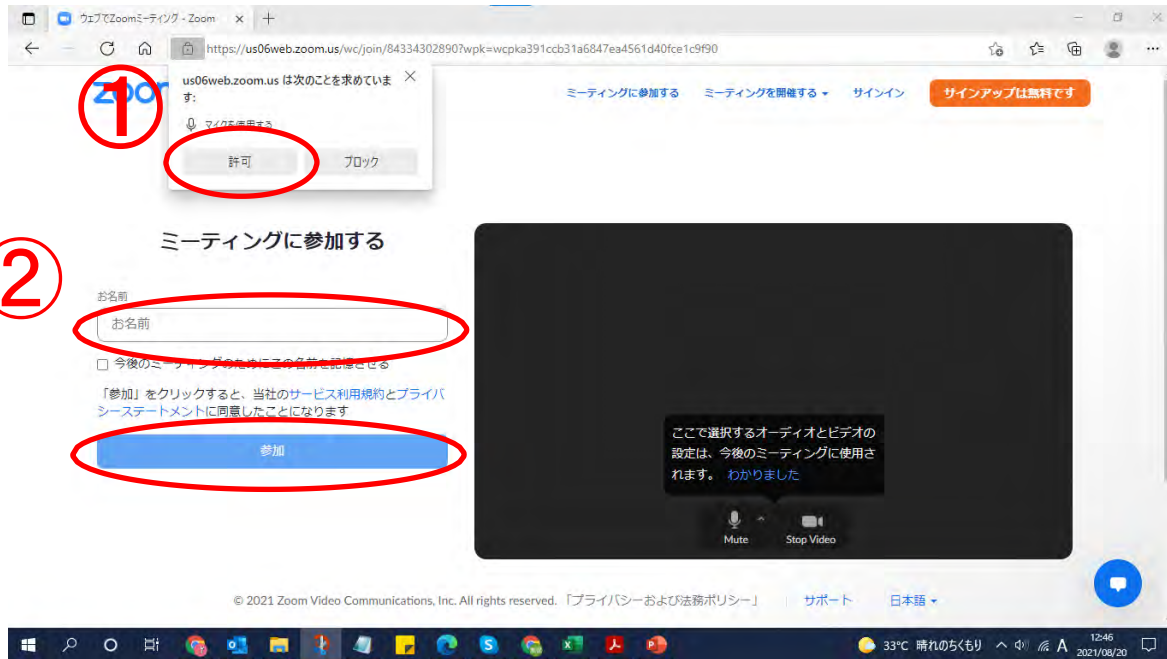 ウェブでZoomミーティング - Zoom
https://us06web.zoom.us/wc/join/84334302890?wpk=wcpka391ccb31a6847ea4561d40fce1c9f90
①
zoo
us06web.zoom.us は次のことを求めていま
す:
マイクを使用する
許可
ブロック
ミーティングに参加する
ミーティングを開催する
サインイン
サインアップは無料です
②
ミーティングに参加する
お名前
お名前
今後のミーティングのためにこの名前を記憶させる
「参加」をクリックすると、当社のサービス利用規約とプライバ
シーステートメントに同意したことになります
参加
ここで選択するオーディオとビデオの
設定は、今後のミーティングに使用さ
れます。 わかりました
Mute
Stop Video
© 2021 Zoom Video Communications, Inc. All rights reserved. 「プライバシーおよび法務ポリシー」
サポート
日本語
33°C 晴れのちくもり
A
12:46
2021/08/20